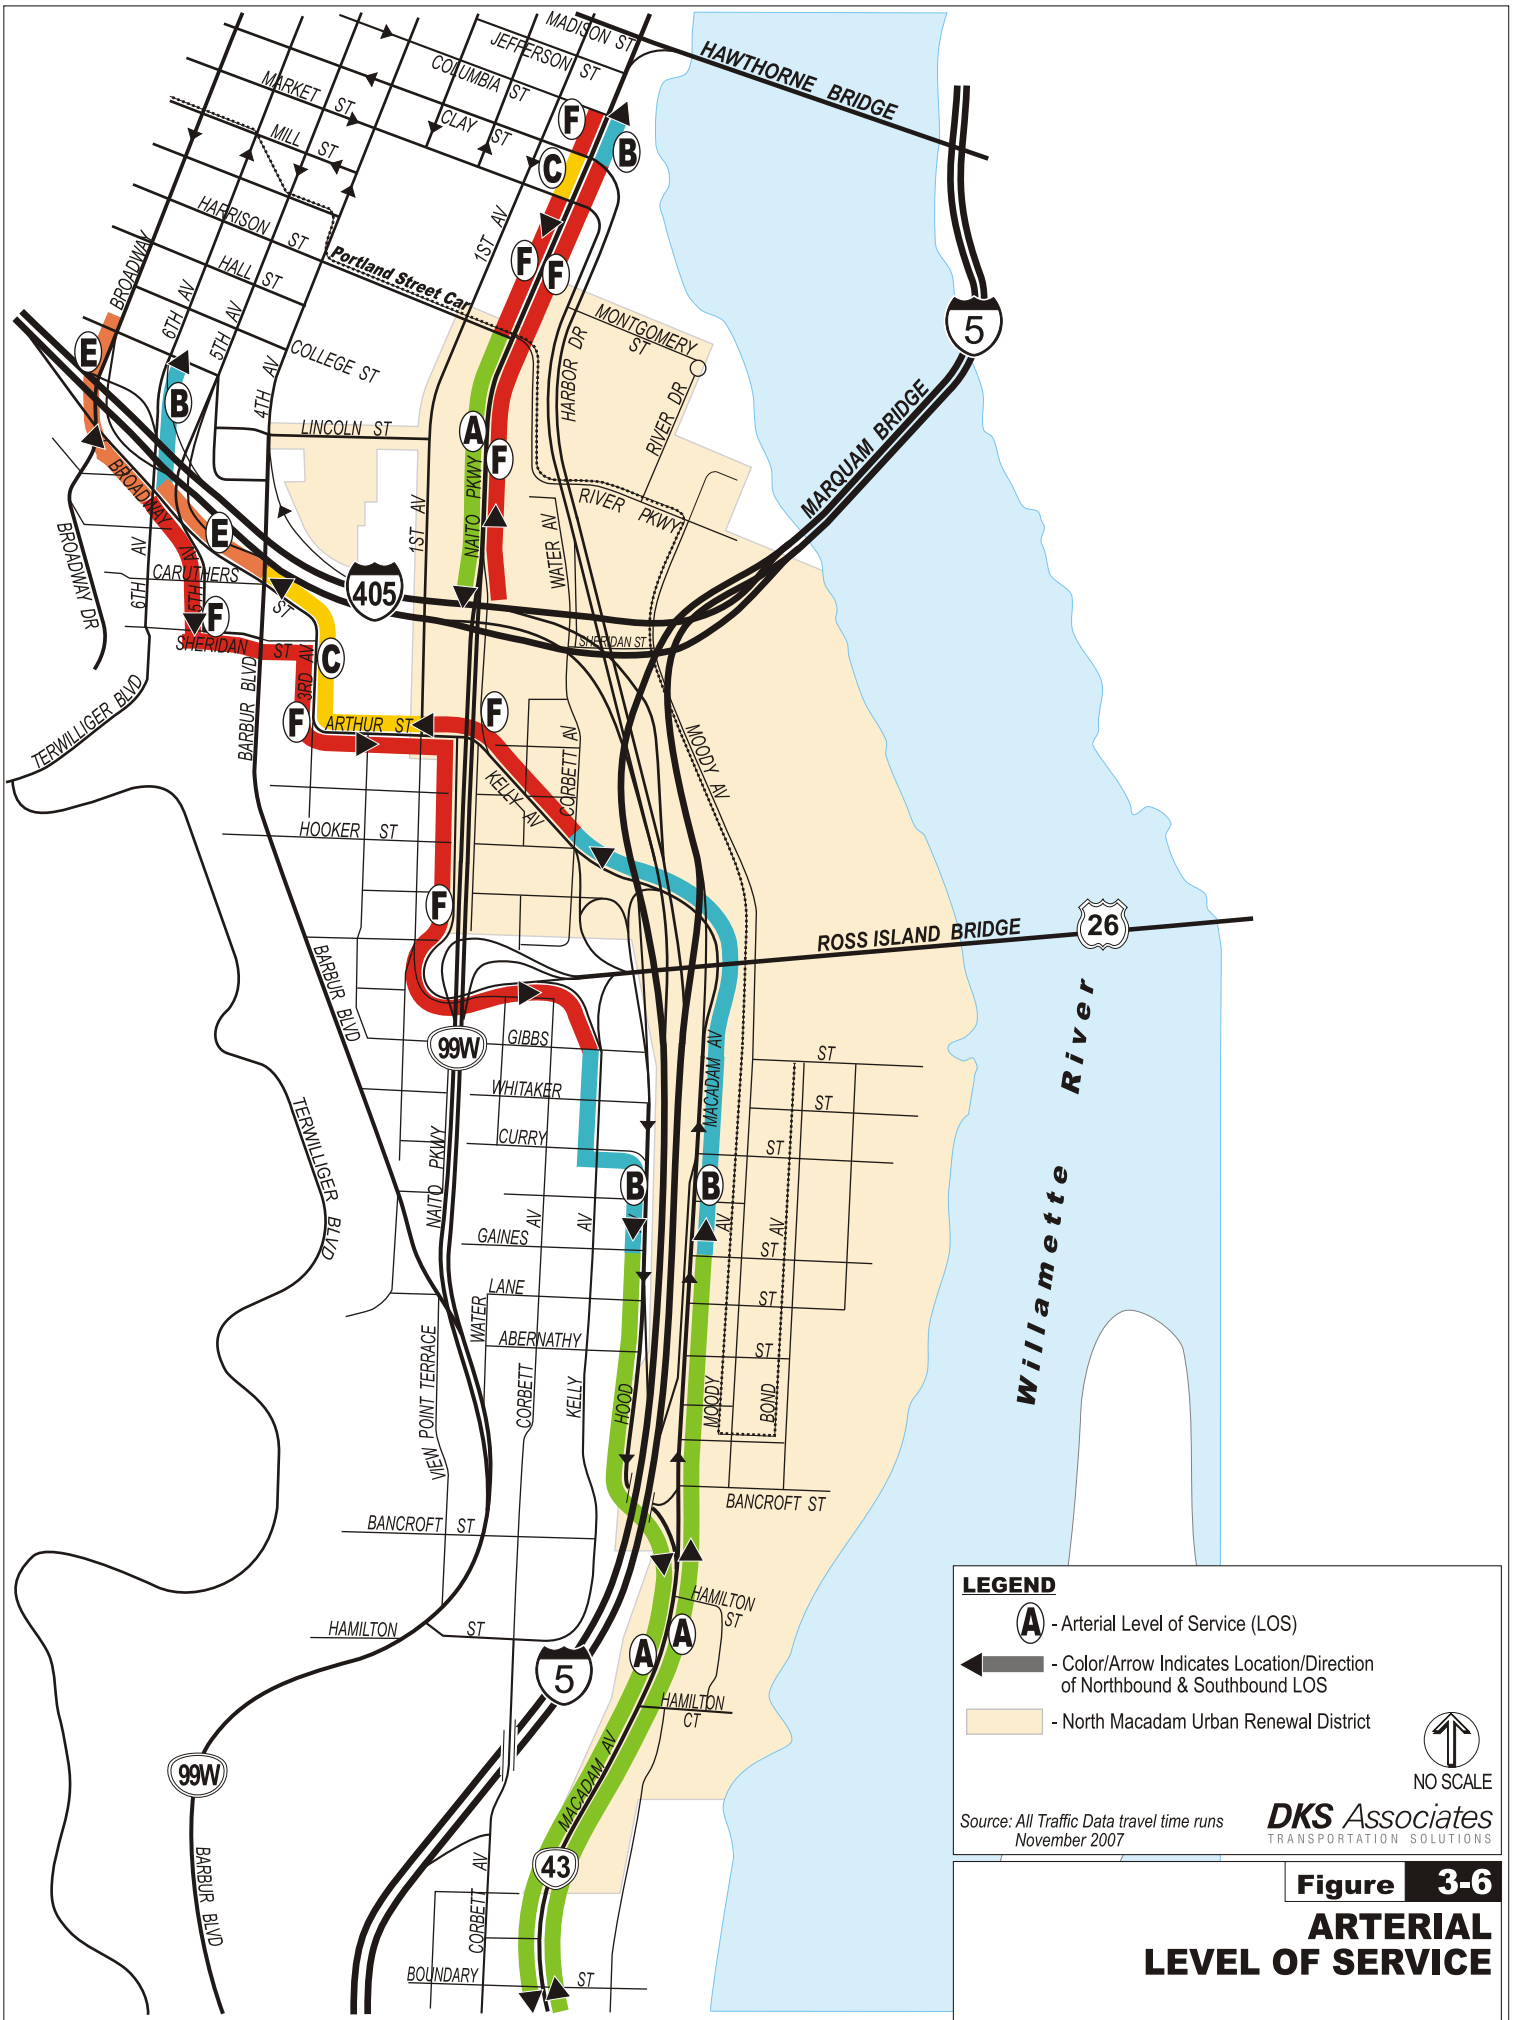 MADISON ST
JEFFERSON ST
COLUMBIA ST
CLAY ST
MARKET ST
MILL ST
HAWTHORNE BRIDGE
F
B
C
HARRISON ST
HALL ST
1ST AV
Portland Street Car
BROADWAY
6TH AV
5TH AV
4TH AV
COLLEGE ST
F
F
MONTGOMERY ST
HARBOR DR
RIVER DR
5
E
B
LINCOLN ST
A
F
MARQUAM BRIDGE
BROADWAY
NAITO PKWY
1ST AV
RIVER PKWY
WATER AV
E
BROADWAY DR
6TH AV
5TH AV
CARUTHERS ST
405
F
SHERIDAN ST
SHERIDAN ST
C
3RD AV
BARBUR BLVD
TERWILLIGER BLVD
F
ARTHUR ST
F
KELLY AV
CORBETT AV
MOODY AV
HOOKER ST
F
ROSS ISLAND BRIDGE
26
BARBUR BLVD
99W
GIBBS ST
WHITAKER ST
CURRY ST
MACADAM AV
Willamette River
TERWILLIGER BLVD
NAITO PKWY
B
B
GAINES ST
LANE ST
ABERNATHY ST
VIEW POINT TERRACE
WATER
CORBETT AV
KELLY AV
HOOD AV
MOODY AV
BOND AV
BANCROFT ST
BANCROFT ST
HAMILTON ST
HAMILTON ST
A
A
5
HAMILTON CT
MACADAM AV
99W
43
BARBUR BLVD
CORBETT AV
BOUNDARY ST
LEGEND
A - Arterial Level of Service (LOS)
- Color/Arrow Indicates Location/Direction
of Northbound & Southbound LOS
- North Macadam Urban Renewal District
NO SCALE
Source: All Traffic Data travel time runs
November 2007
DKS Associates
TRANSPORTATION SOLUTIONS
Figure 3-6
ARTERIAL
LEVEL OF SERVICE